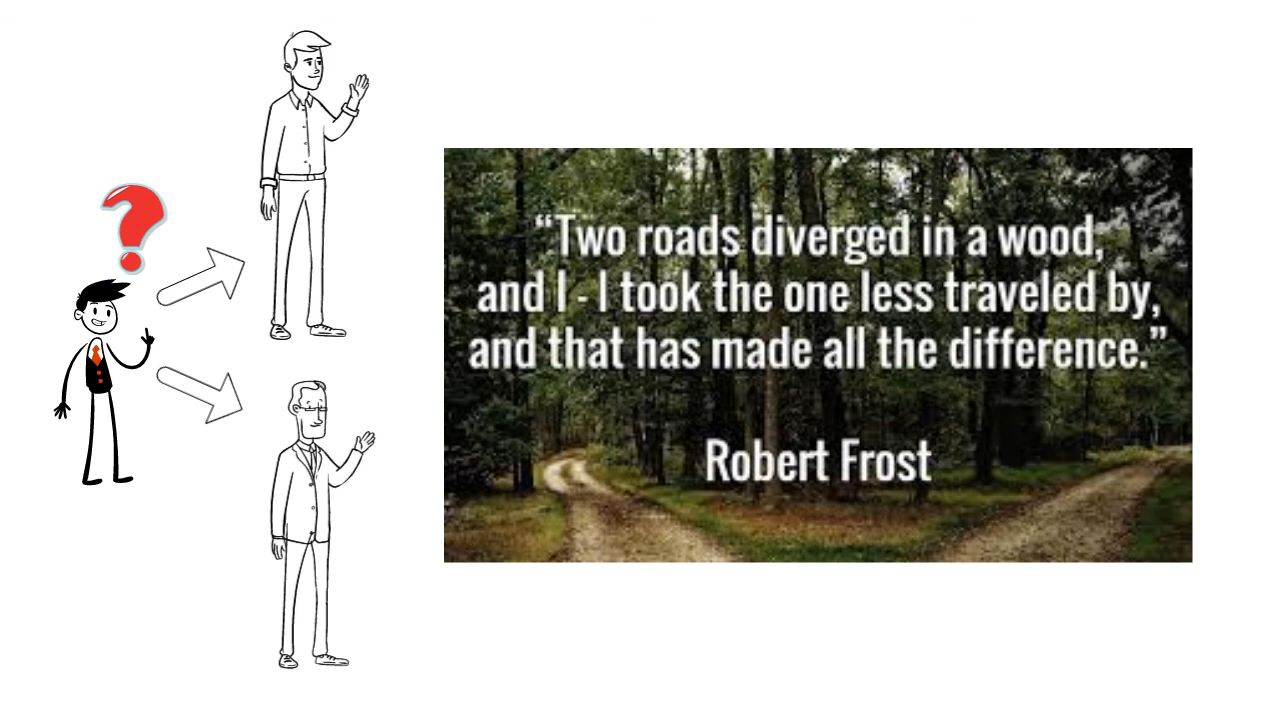 ?
“Two roads diverged in a wood,
and I - I took the one less traveled by,
and that has made all the difference.”
Robert Frost